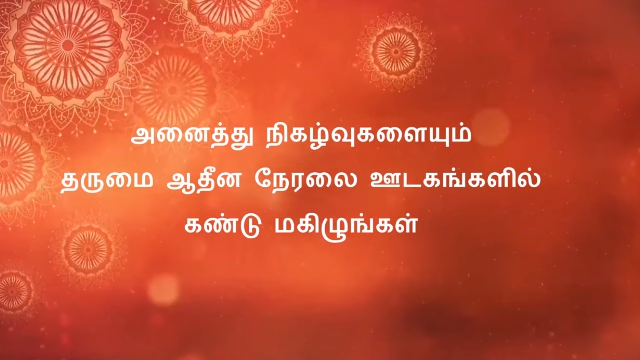 அனைத்து நிகழ்வுகளையும்
தருமை ஆதீன நேரலை ஊடகங்களில்
கண்டு மகிழுங்கள்